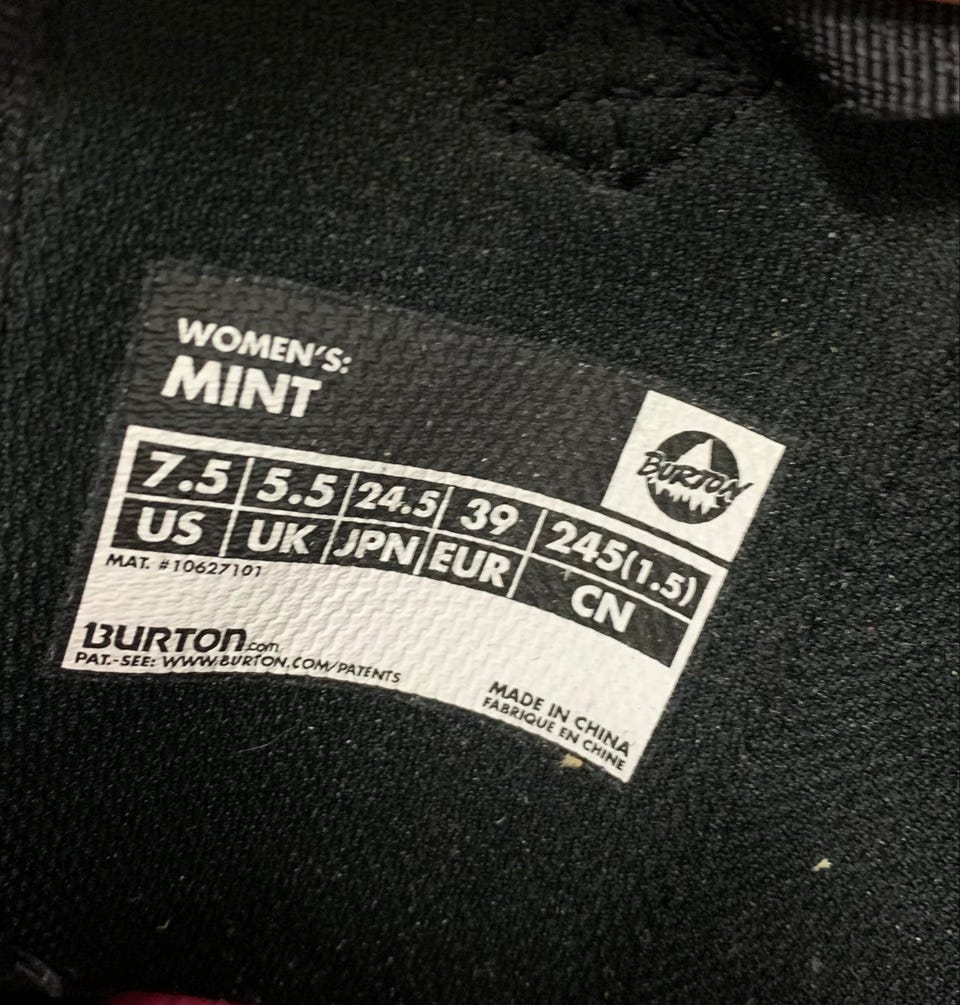 WOMEN'S:
MINT
BURTON
7.5 5.5 24.5 39 245(1.5)
US UK JPN EUR CN
MAT. #10627101
BURTON.com
PAT.-SEE: WWW.BURTON.COM/PATENTS
MADE IN CHINA
FABRIQUE EN CHINE